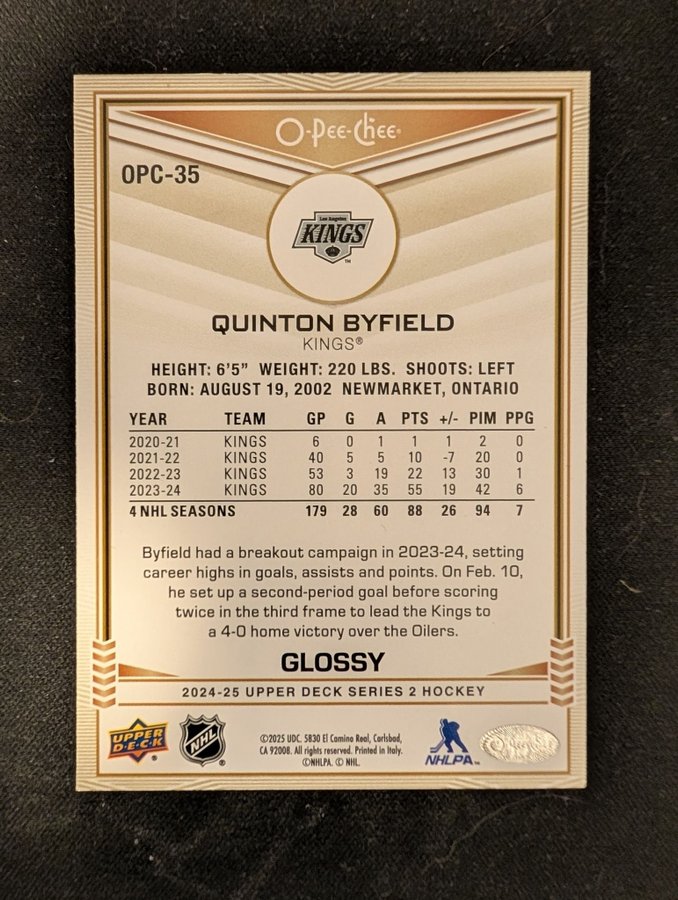 O-Pee-Chee®
OPC-35
Los Angeles
KINGS
™
QUINTON BYFIELD
KINGS®
HEIGHT: 6'5" WEIGHT: 220 LBS. SHOOTS: LEFT
BORN: AUGUST 19, 2002 NEWMARKET, ONTARIO
YEAR TEAM GP G A PTS +/- PIM PPG
2020-21 KINGS 6 0 1 1 1 2 0
2021-22 KINGS 40 5 5 10 -7 20 0
2022-23 KINGS 53 3 19 22 13 30 1
2023-24 KINGS 80 20 35 55 19 42 6
4 NHL SEASONS 179 28 60 88 26 94 7
Byfield had a breakout campaign in 2023-24, setting
career highs in goals, assists and points. On Feb. 10,
he set up a second-period goal before scoring
twice in the third frame to lead the Kings to
a 4-0 home victory over the Oilers.
GLOSSY
2024-25 UPPER DECK SERIES 2 HOCKEY
UPPER
D·E·C·K®
NHL®
©2025 UDC. 5830 El Camino Real, Carlsbad,
CA 92008. All rights reserved. Printed in Italy.
©NHLPA. © NHL.
NHLPA™